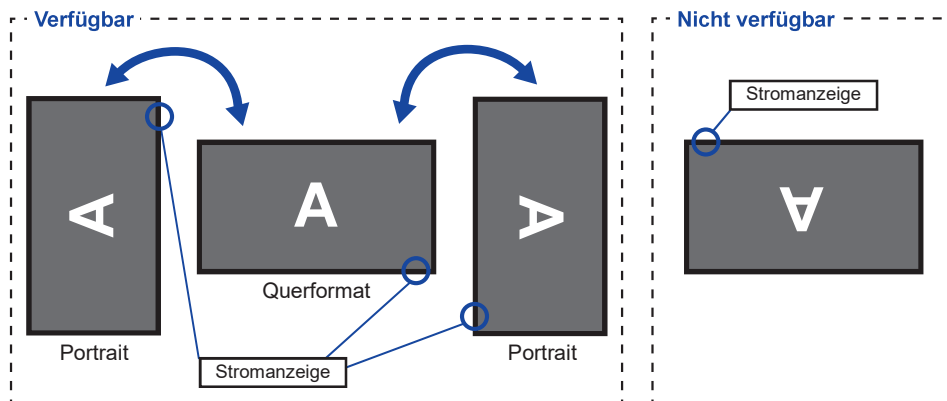 Verfügbar
Nicht verfügbar
Stromanzeige
A
A
A
A
Querformat
Portrait
Portrait
Stromanzeige